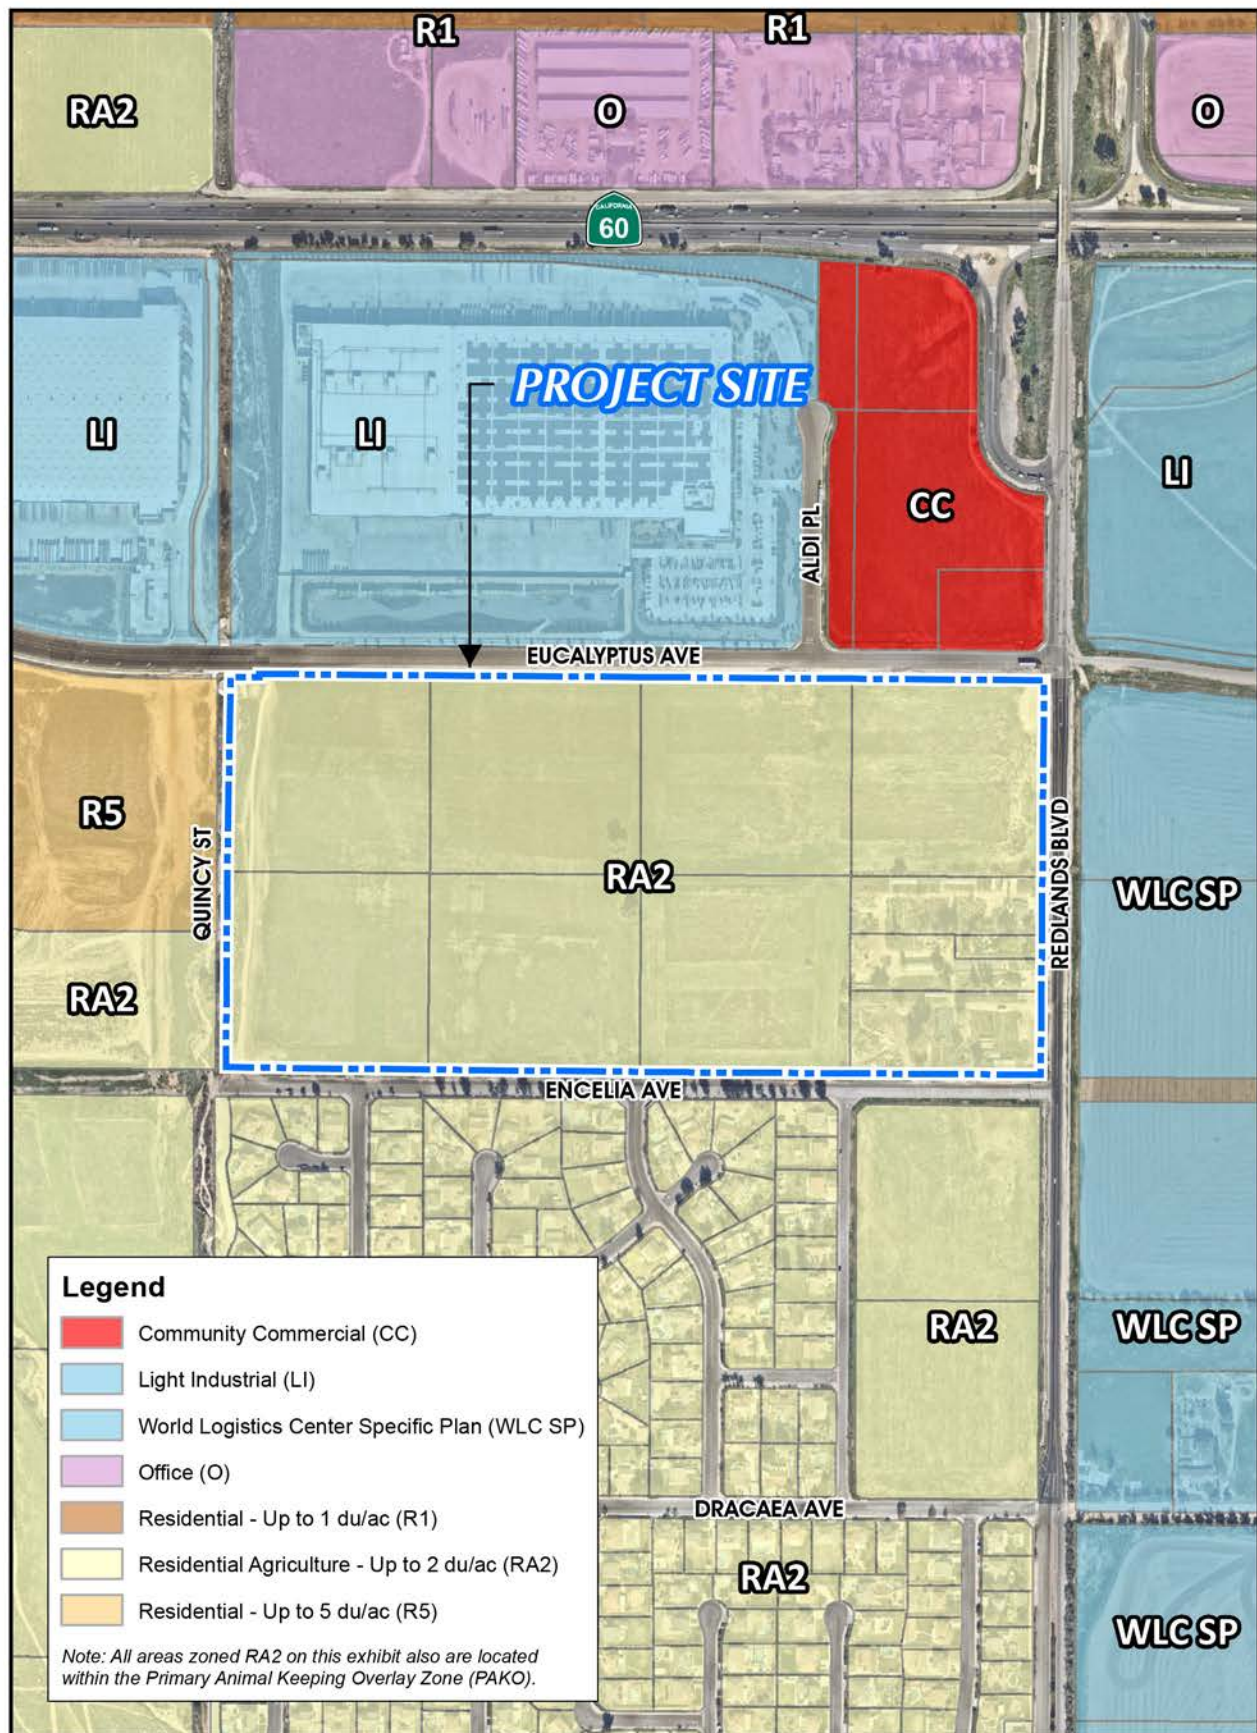 R1
R1
RA2
O
O
CALIFORNIA
60
PROJECT SITE
LI
LI
LI
CC
ALDI PL
EUCALYPTUS AVE
R5
QUINCY ST
RA2
REDLANDS BLVD
WLC SP
RA2
ENCELIA AVE
Legend
Community Commercial (CC)
Light Industrial (LI)
World Logistics Center Specific Plan (WLC SP)
Office (O)
Residential - Up to 1 du/ac (R1)
Residential Agriculture - Up to 2 du/ac (RA2)
Residential - Up to 5 du/ac (R5)
Note: All areas zoned RA2 on this exhibit also are located
within the Primary Animal Keeping Overlay Zone (PAKO).
RA2
WLC SP
DRACAEA AVE
RA2
WLC SP